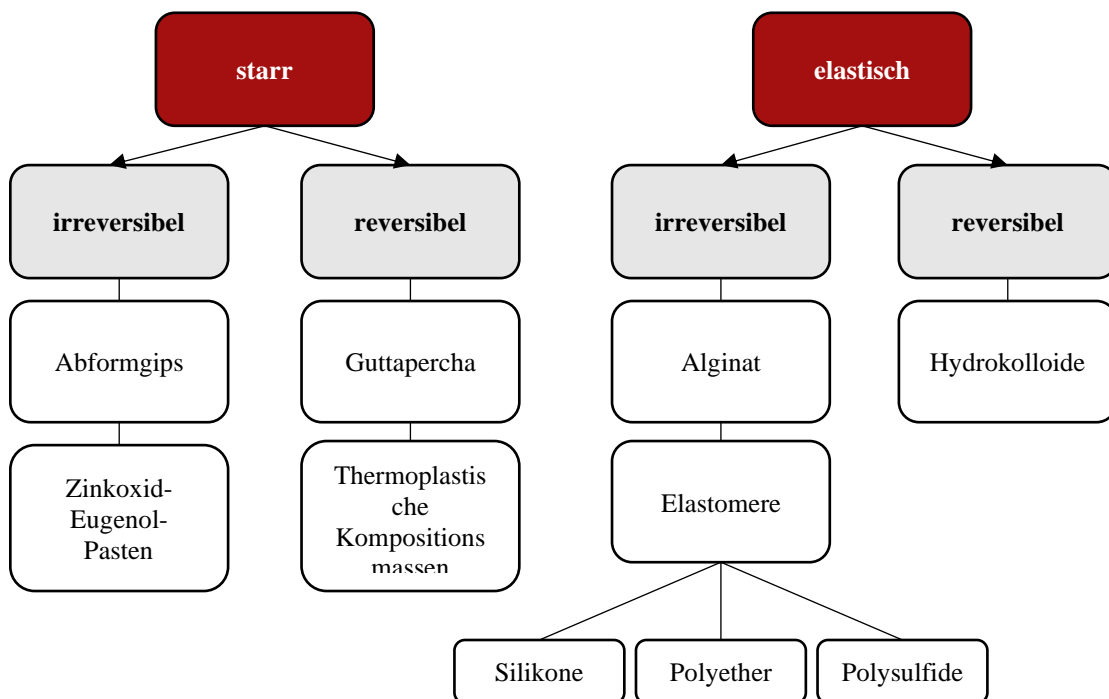 starr
elastisch
irreversibel
reversibel
irreversibel
reversibel
Abformgips
Guttapercha
Alginat
Hydrokolloide
Zinkoxid-
Eugenol-
Pasten
Thermoplastis
che
Kompositions
massen
Elastomere
Silikone
Polyether
Polysulfide